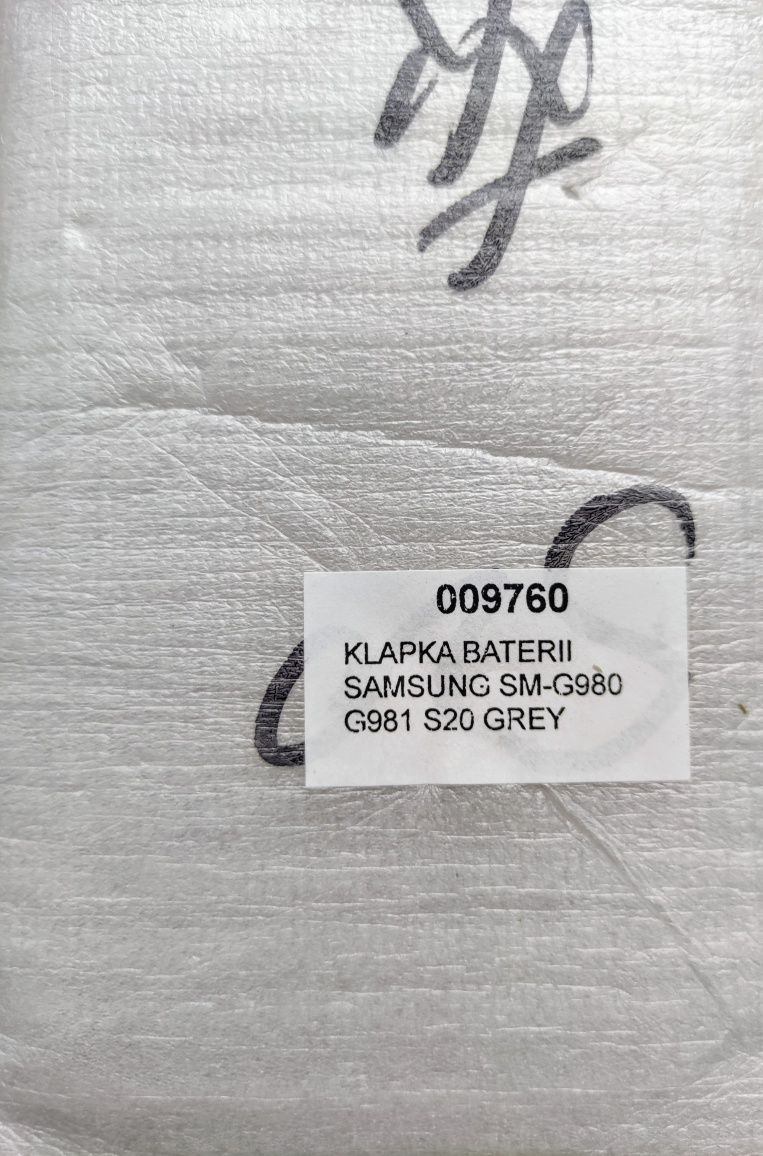 009760
KLAPKA BATERII
SAMSUNG SM-G980
G981 S20 GREY